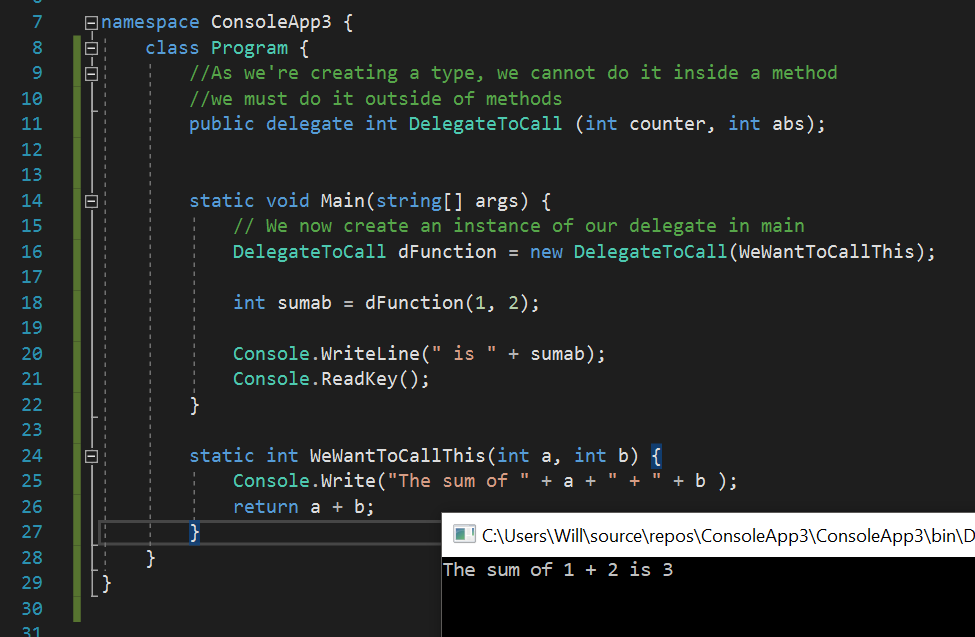 7 namespace ConsoleApp3 {
8 class Program {
9 //As we're creating a type, we cannot do it inside a method
10 //we must do it outside of methods
11 public delegate int DelegateToCall (int counter, int abs);
12
13
14 static void Main(string[] args) {
15 // We now create an instance of our delegate in main
16 DelegateToCall dFunction = new DelegateToCall(WeWantToCallThis);
17
18 int sumab = dFunction(1, 2);
19
20 Console.WriteLine(" is " + sumab);
21 Console.ReadKey();
22 }
23
24 static int WeWantToCallThis(int a, int b) {
25 Console.Write("The sum of " + a + " + " + b );
26 return a + b;
27 }
28 }
29 }
30
31
C:\Users\Will\source\repos\ConsoleApp3\ConsoleApp3\bin\D
The sum of 1 + 2 is 3